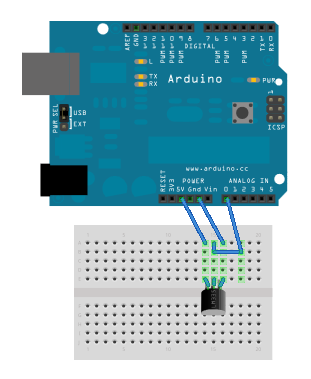 AREF
GND
13
12
PWM
11
PWM
10
PWM
9
8
7
PWM
6
PWM
5
4
PWM
3
2
TX
1
RX
0
DIGITAL
L
TX
RX
Arduino
PWR
1
ICSP
PWR SEL
USB
EXT
www.arduino.cc
POWER
ANALOG IN
RESET
3V3
5V Gnd Vin 0 1 2 3 4 5